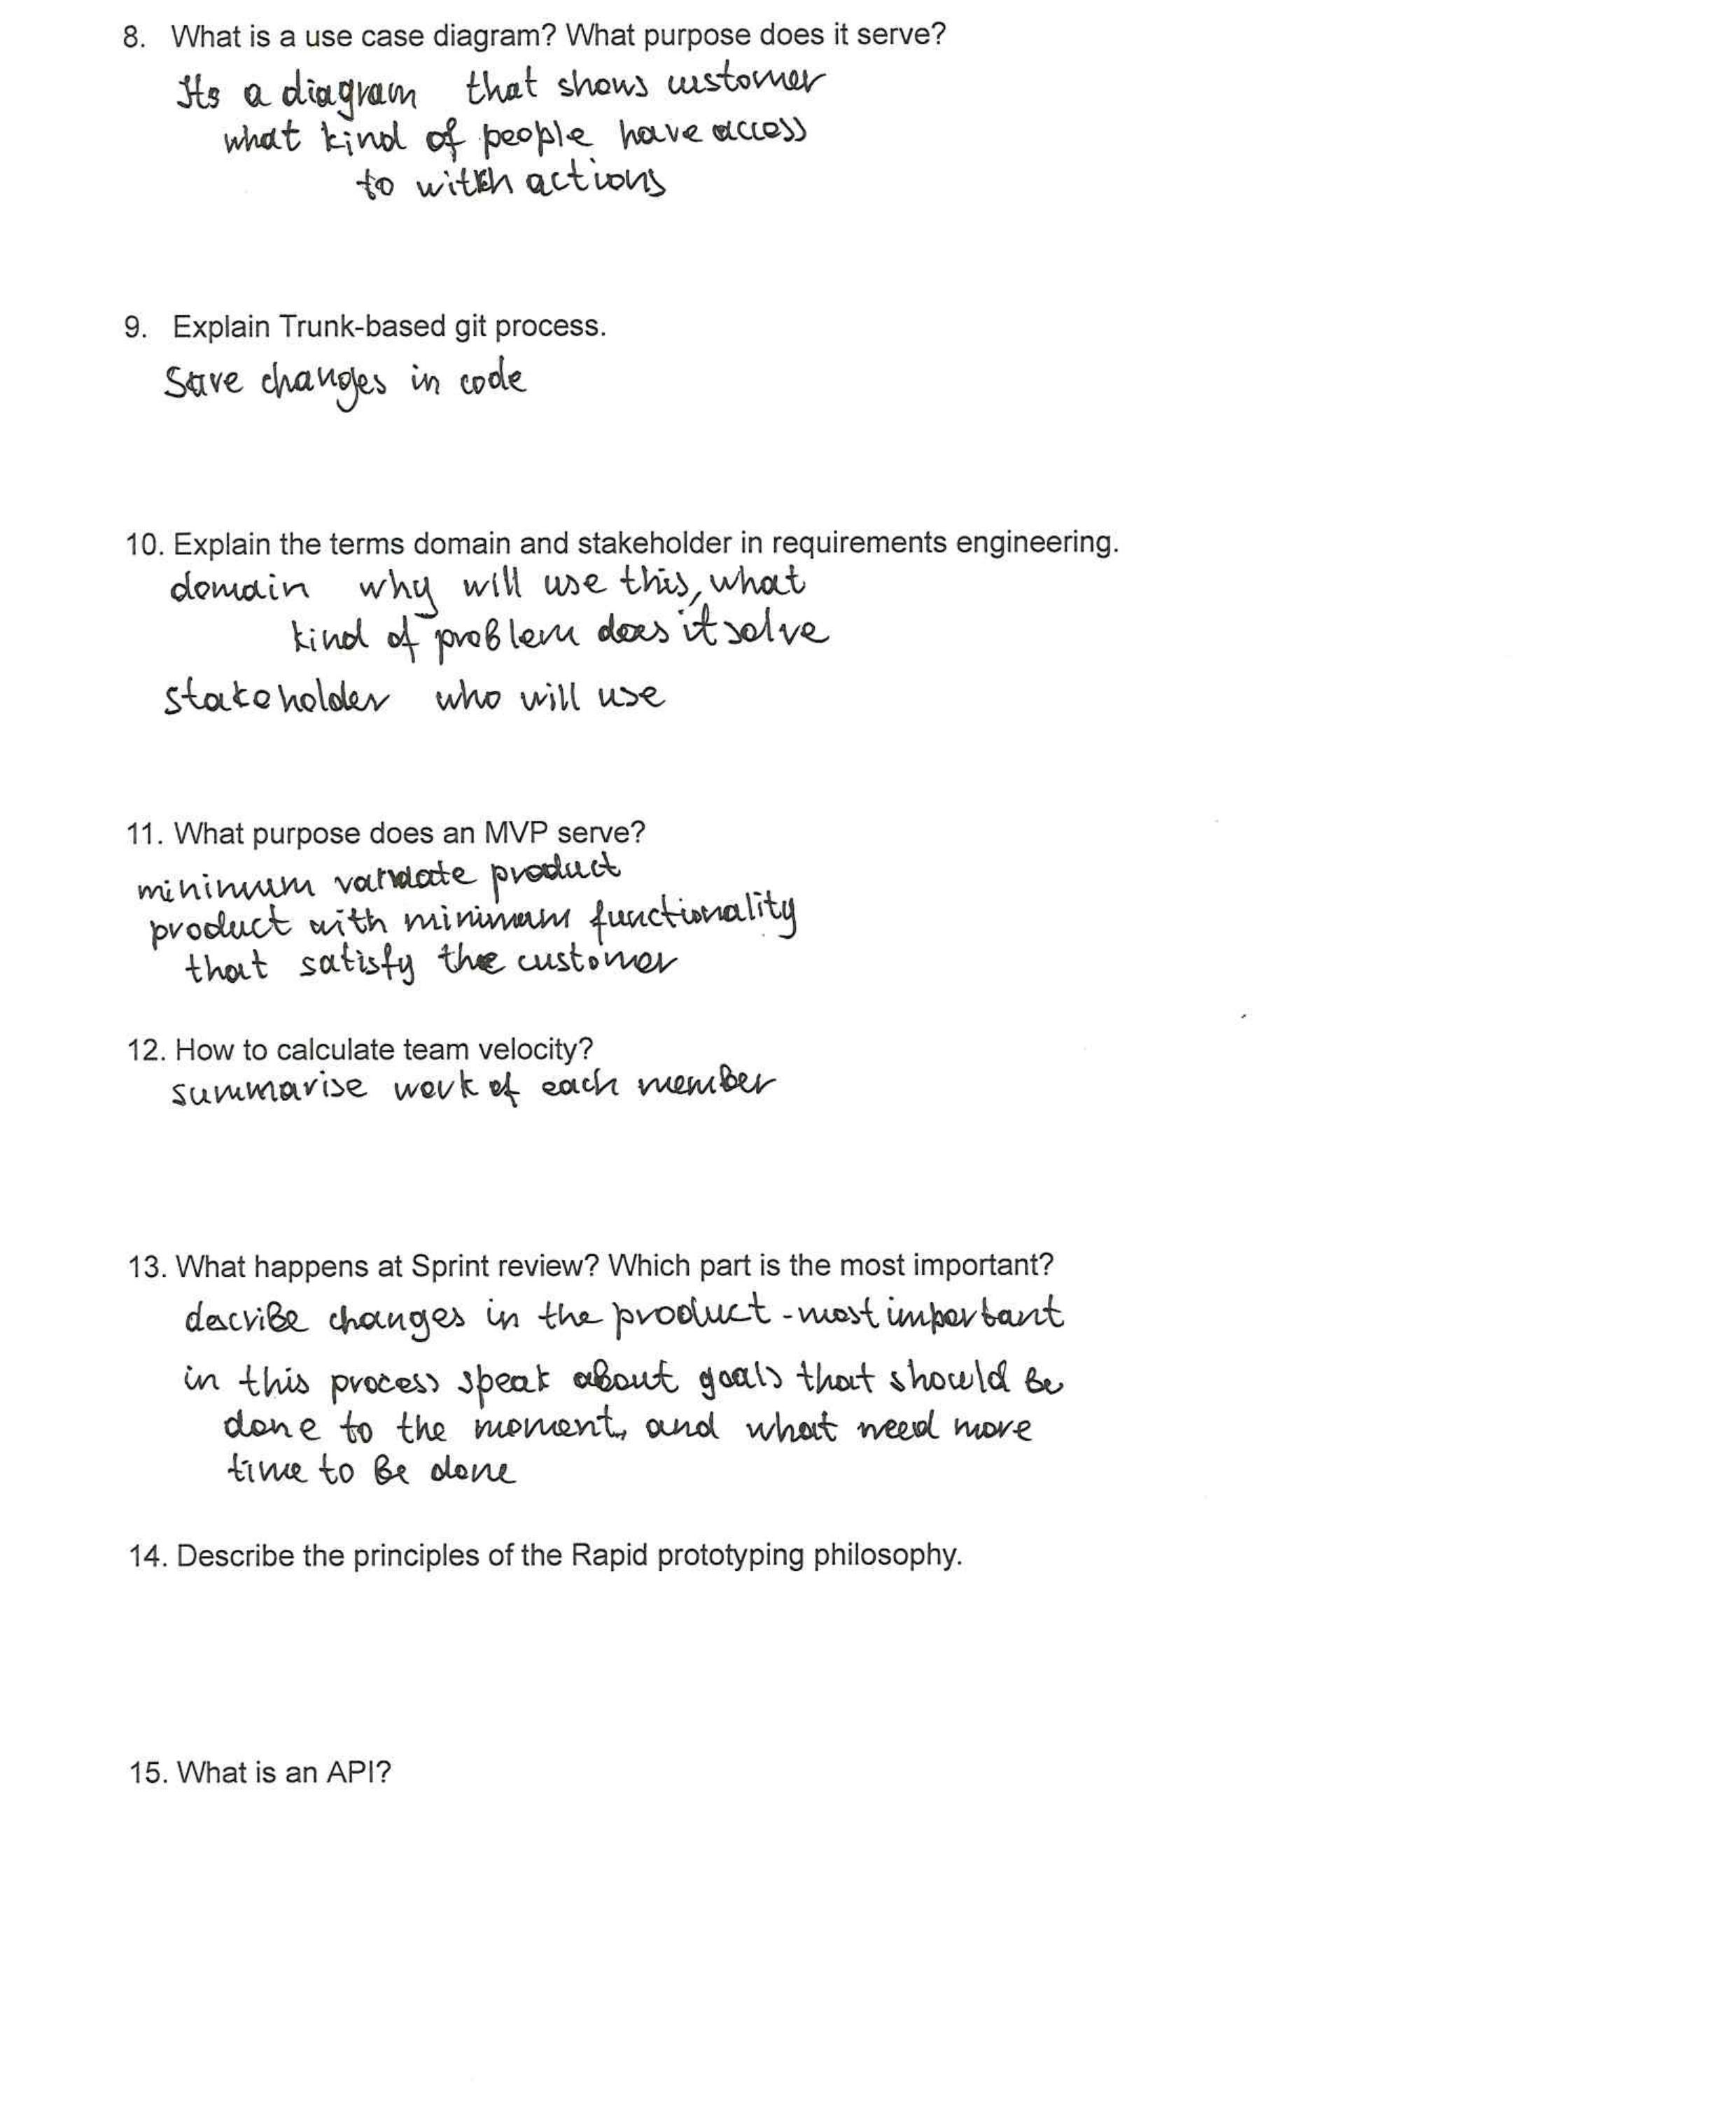 8. What is a use case diagram? What purpose does it serve?
Its a diagram that shows customer
what kind of people have access
to witch actions
9. Explain Trunk-based git process.
Save changes in code
10. Explain the terms domain and stakeholder in requirements engineering.
domain why will use this, what
kind of problem does it solve
stakeholder who will use
11. What purpose does an MVP serve?
minimum validate product
product with minimum functionality
that satisfy the customer
12. How to calculate team velocity?
summarise work of each member
13. What happens at Sprint review? Which part is the most important?
describe changes in the product - most important
in this process speak about goals that should be
done to the moment, and what need more
time to be done
14. Describe the principles of the Rapid prototyping philosophy.
15. What is an API?